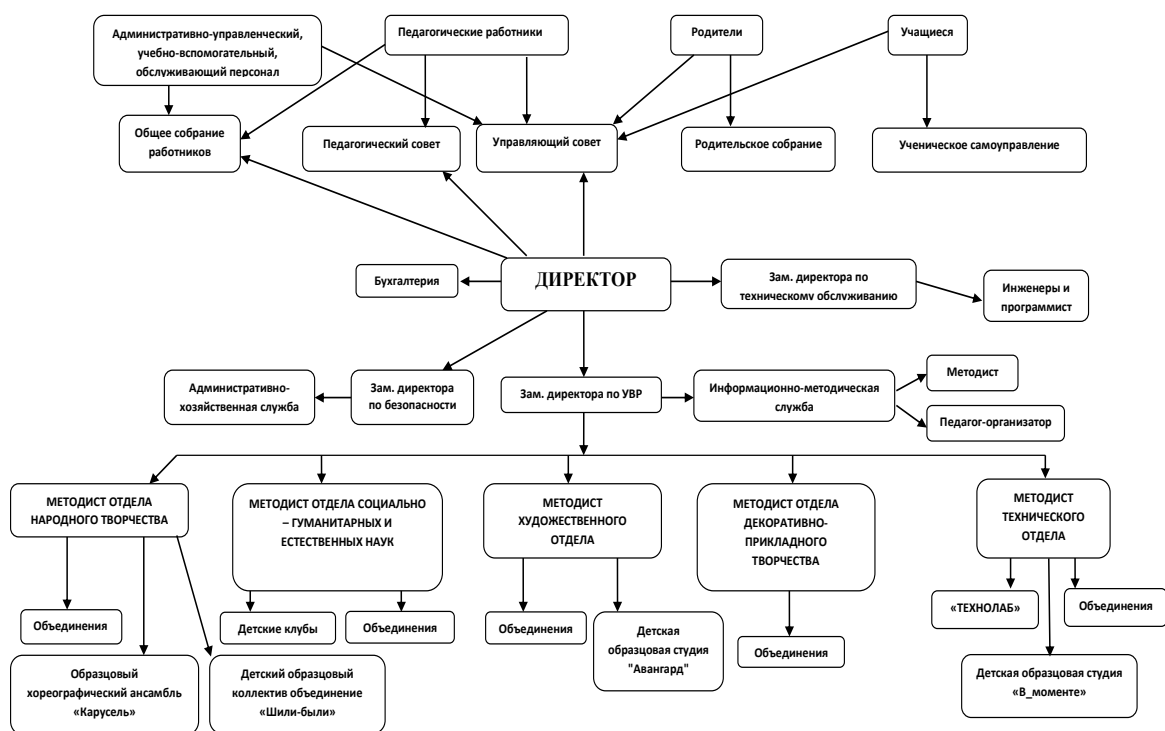 Административно-управленческий,
учебно-вспомогательный,
обслуживающий персонал
Педагогические работники
Родители
Учащиеся
Общее собрание
работников
Педагогический совет
Управляющий совет
Родительское собрание
Ученическое самоуправление
Бухгалтерия
ДИРЕКТОР
Зам. директора по
техническому обслуживанию
Инженеры и
программист
Административно-
хозяйственная служба
Зам. директора
по безопасности
Зам. директора по УВР
Информационно-методическая
служба
Методист
Педагог-организатор
МЕТОДИСТ ОТДЕЛА
НАРОДНОГО ТВОРЧЕСТВА
МЕТОДИСТ ОТДЕЛА СОЦИАЛЬНО
– ГУМАНИТАРНЫХ И
ЕСТЕСТВЕННЫХ НАУК
МЕТОДИСТ
ХУДОЖЕСТВЕННОГО
ОТДЕЛА
МЕТОДИСТ ОТДЕЛА
ДЕКОРАТИВНО-
ПРИКЛАДНОГО
ТВОРЧЕСТВА
МЕТОДИСТ
ТЕХНИЧЕСКОГО
ОТДЕЛА
Объединения
Детские клубы
Объединения
Объединения
Детская
образцовая студия
"Авангард"
Объединения
«ТЕХНОЛАБ»
Объединения
Образцовый
хореографический ансамбль
«Карусель»
Детский образцовый
коллектив объединение
«Шили-были»
Детская образцовая студия
«В_моменте»